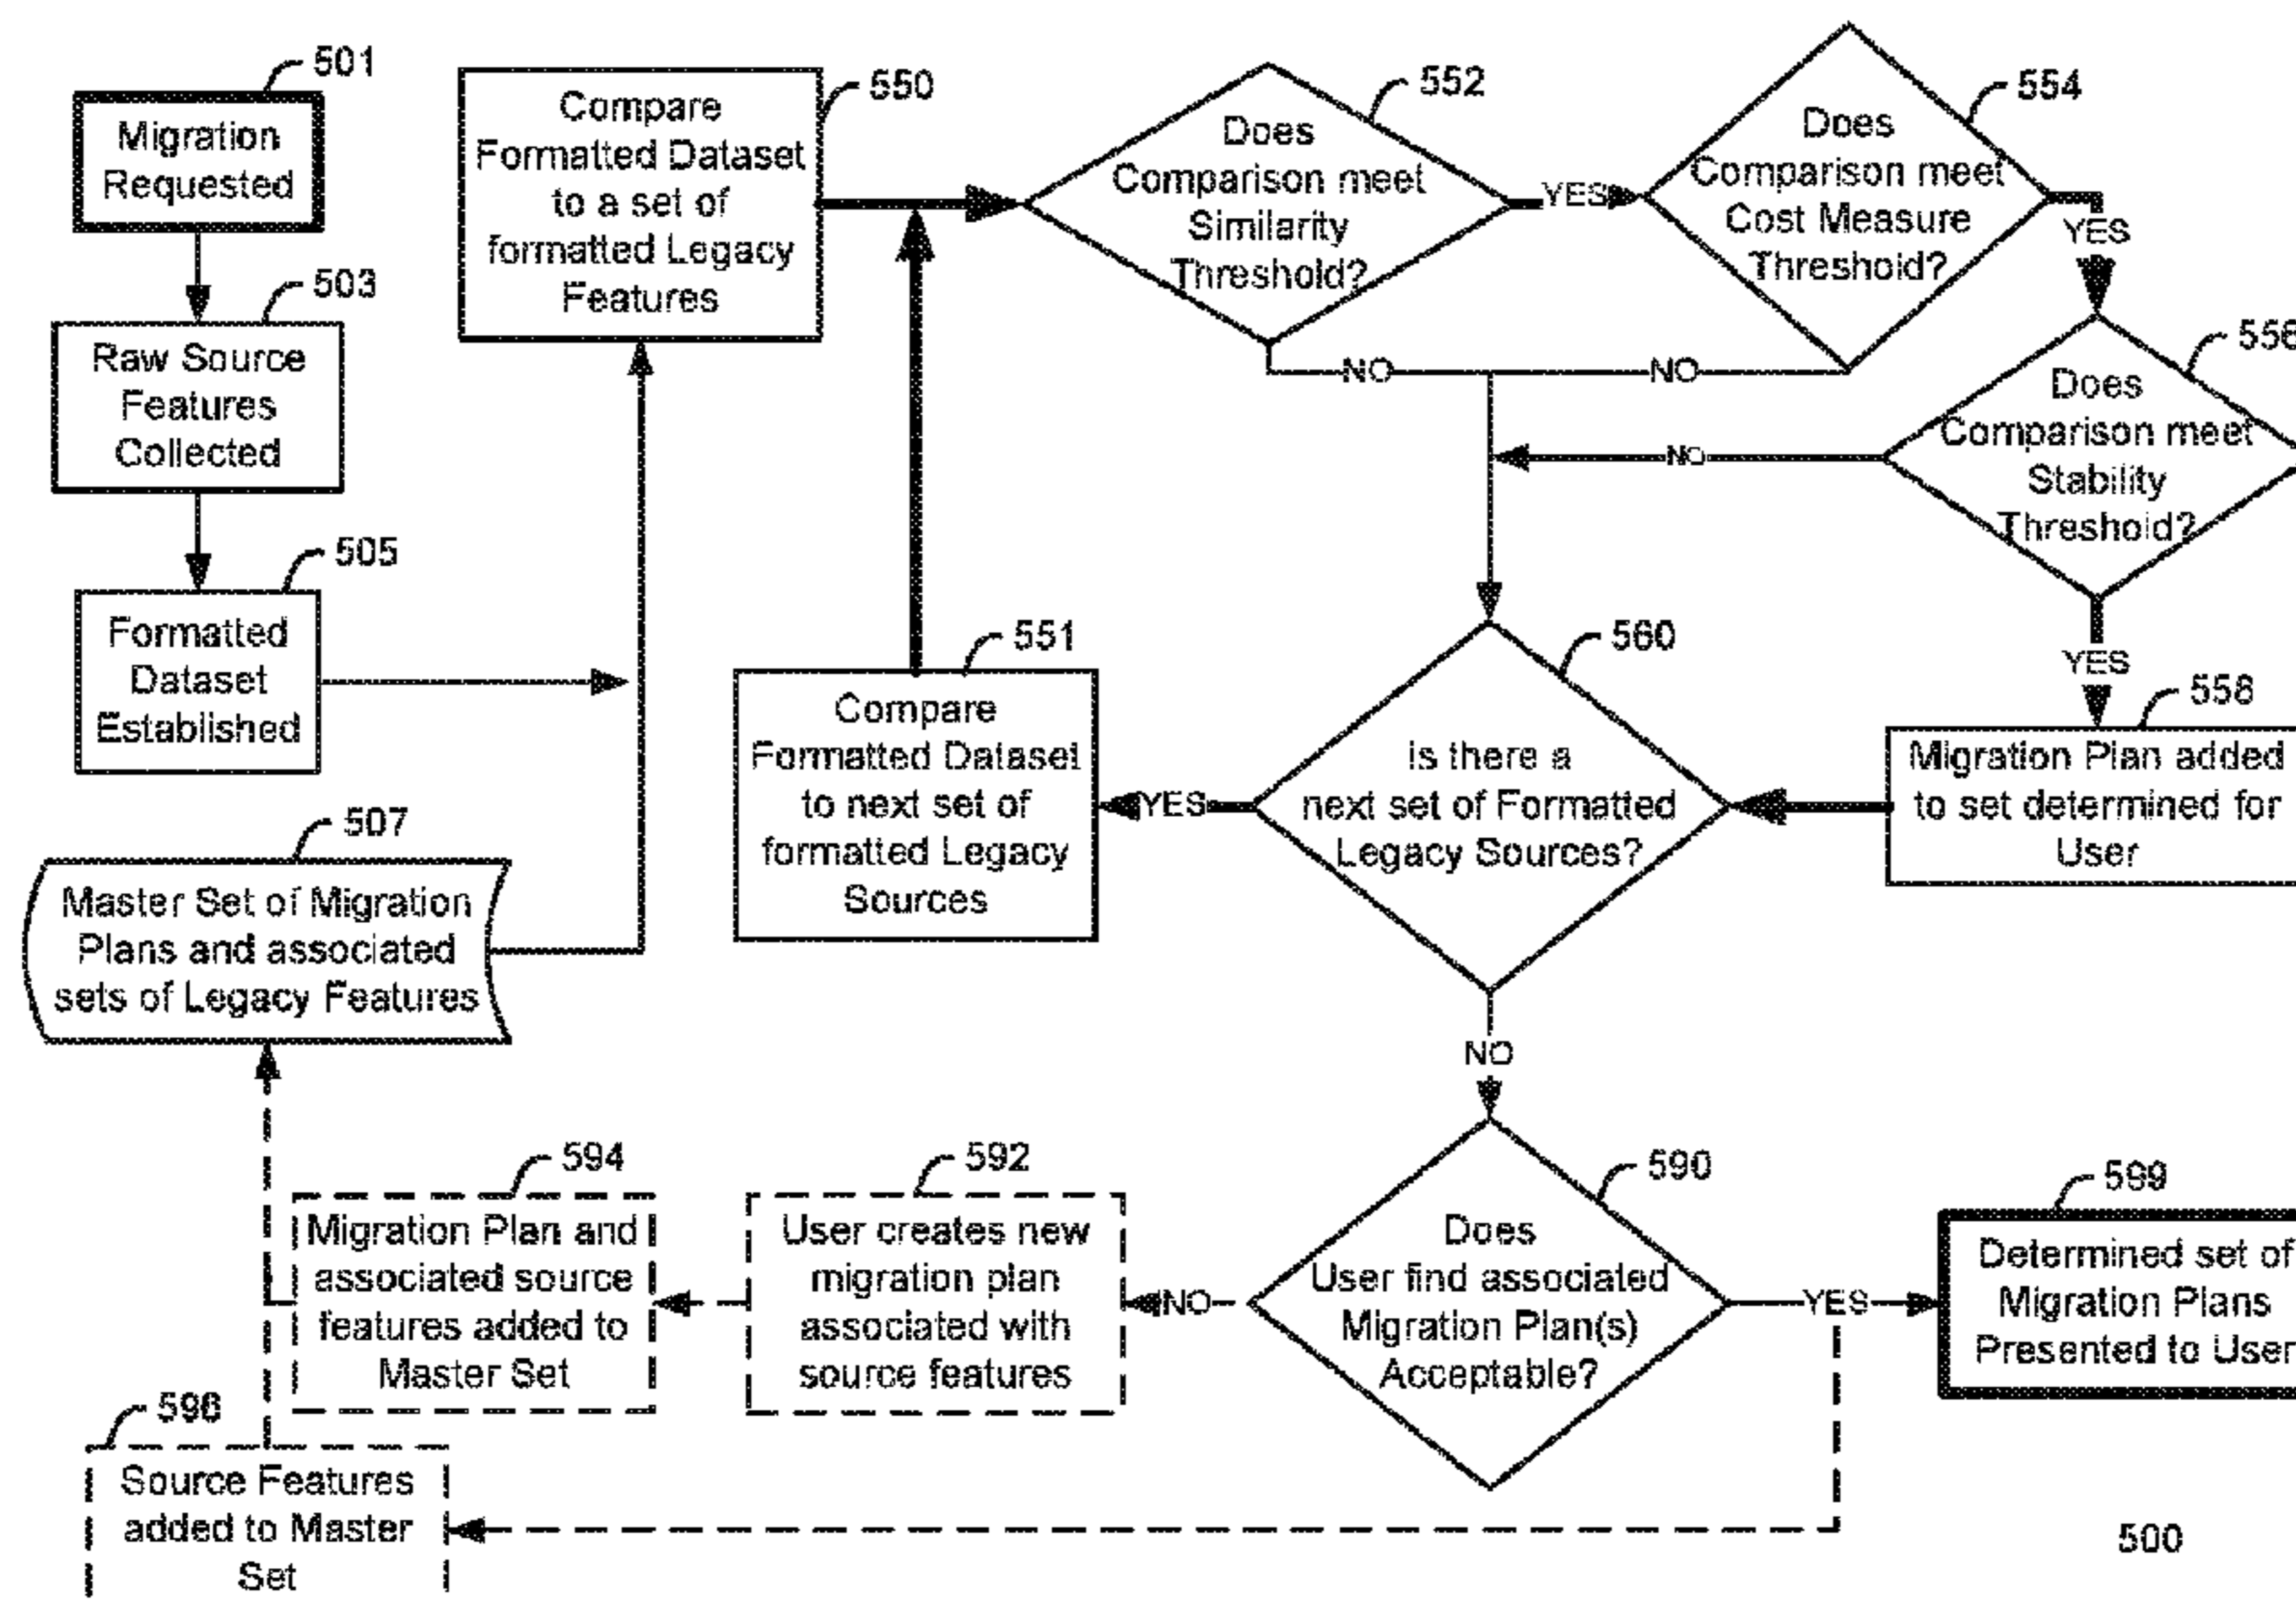 501
Migration
Requested
503
Raw Source
Features
Collected
505
Formatted
Dataset
Established
507
Master Set of Migration
Plans and associated
sets of Legacy Features
550
Compare
Formatted Dataset
to a set of
formatted Legacy
Features
552
Does
Comparison meet
Similarity
Threshold?
YES
NO
554
Does
Comparison meet
Cost Measure
Threshold?
YES
NO
556
Does
Comparison meet
Stability
Threshold?
NO
YES
558
Migration Plan added
to set determined for
User
560
is there a
next set of Formatted
Legacy Sources?
YES
NO
551
Compare
Formatted Dataset
to next set of
formatted Legacy
Sources
590
Does
User find associated
Migration Plan(s)
Acceptable?
YES
NO
599
Determined set of
Migration Plans
Presented to User
592
User creates new
migration plan
associated with
source features
594
Migration Plan and
associated source
features added to
Master Set
596
Source Features
added to Master
Set
500